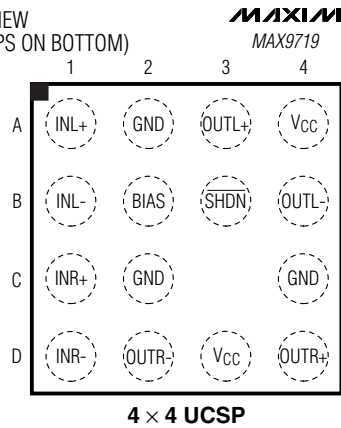 IEW MAXIM
PS ON BOTTOM) MAX9719
1 2 3 4
A INL+ GND OUTL+ VCC
B INL- BIAS SHDN OUTL-
C INR+ GND GND
D INR- OUTR- VCC OUTR+
4 × 4 UCSP